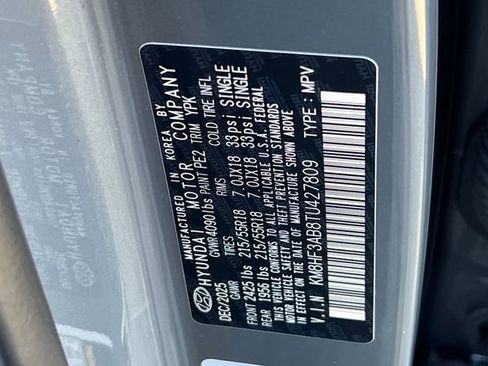 MANUFACTURED IN KOREA BY
HYUNDAI MOTOR COMPANY
DEC/2025 GVWR 4090lbs PAINT PE2 TRIM YPK
GAWR TIRES RIMS COLD TIRE INFL
FRONT 2425 lbs 215/55R18 7.0JX18 33psi SINGLE
REAR 1956 lbs 215/55R18 7.0JX18 33psi SINGLE
THIS VEHICLE CONFORMS TO ALL APPLICABLE U.S.A. FEDERAL
MOTOR VEHICLE SAFETY, BUMPER, AND THEFT PREVENTION STANDARDS
IN EFFECT ON THE DATE OF MANUFACTURE SHOWN ABOVE.
V.I.N KM8HF3AB8TU427809 TYPE: MPV